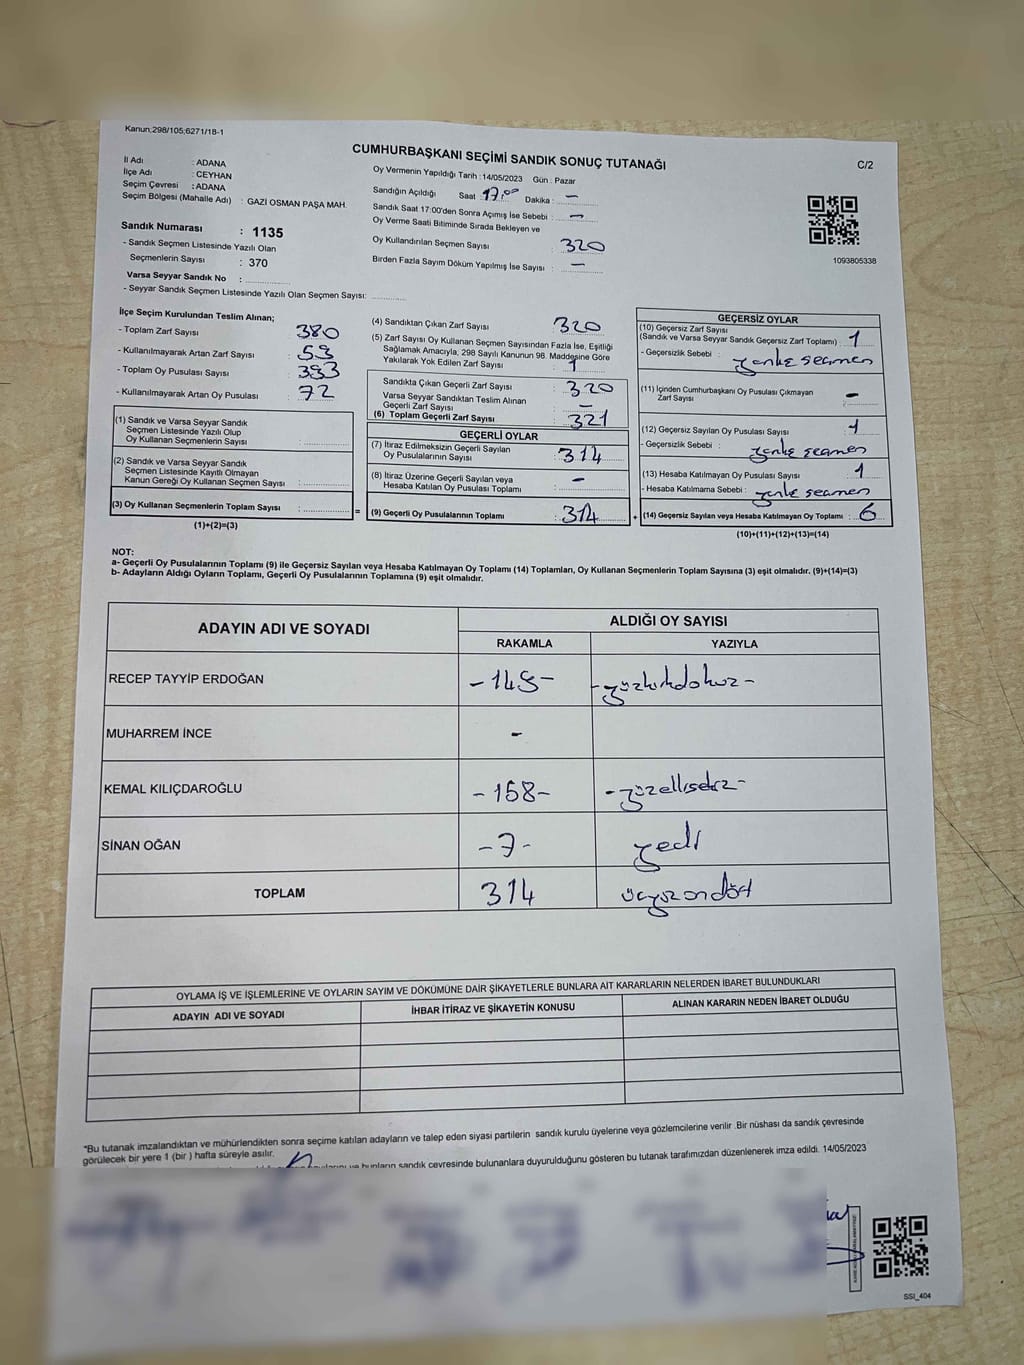 Kanun:298/105;6271/18-1
CUMHURBAŞKANI SEÇİMİ SANDIK SONUÇ TUTANAĞI
C/2
İl Adı : ADANA
İlçe Adı : CEYHAN
Seçim Çevresi : ADANA
Seçim Bölgesi (Mahalle Adı) : GAZİ OSMAN PAŞA MAH.
Sandık Numarası : 1135
- Sandık Seçmen Listesinde Yazılı Olan
Seçmenlerin Sayısı : 370
Varsa Seyyar Sandık No :
- Seyyar Sandık Seçmen Listesinde Yazılı Olan Seçmen Sayısı:
Oy Vermenin Yapıldığı Tarih : 14/05/2023 Gün : Pazar
Sandığın Açıldığı Saat 17.00 Dakika : -
Sandık Saat 17:00'den Sonra Açımış İse Sebebi : -
Oy Verme Saati Bitiminde Sırada Bekleyen ve
Oy Kullandırılan Seçmen Sayısı : 320
Birden Fazla Sayım Döküm Yapılmış İse Sayısı : -
1093805338
İlçe Seçim Kurulundan Teslim Alınan;
- Toplam Zarf Sayısı : 380
- Kullanılmayarak Artan Zarf Sayısı : 59
- Toplam Oy Pusulası Sayısı : 393
- Kullanılmayarak Artan Oy Pusulası : 72
(1) Sandık ve Varsa Seyyar Sandık
Seçmen Listesinde Yazılı Olup
Oy Kullanan Seçmenlerin Sayısı :
(2) Sandık ve Varsa Seyyar Sandık
Seçmen Listesinde Kayıtlı Olmayan
Kanun Gereği Oy Kullanan Seçmen Sayısı :
(3) Oy Kullanan Seçmenlerin Toplam Sayısı : =
(1)+(2)=(3)
(4) Sandıktan Çıkan Zarf Sayısı : 320
(5) Zarf Sayısı Oy Kullanan Seçmen Sayısından Fazla İse, Eşitliği
Sağlamak Amacıyla, 298 Sayılı Kanunun 98. Maddesine Göre
Yakılarak Yok Edilen Zarf Sayısı : 1
Sandıkta Çıkan Geçerli Zarf Sayısı : 320
Varsa Seyyar Sandıktan Teslim Alınan
Geçerli Zarf Sayısı : -
(6) Toplam Geçerli Zarf Sayısı : 321
GEÇERLİ OYLAR
(7) İtiraz Edilmeksizin Geçerli Sayılan
Oy Pusulalarının Sayısı : 314
(8) İtiraz Üzerine Geçerli Sayılan veya
Hesaba Katılan Oy Pusulası Toplamı : -
(9) Geçerli Oy Pusulalarının Toplamı : 314 +
GEÇERSİZ OYLAR
(10) Geçersiz Zarf Sayısı
(Sandık ve Varsa Seyyar Sandık Geçersiz Zarf Toplamı) : 1
- Geçersizlik Sebebi :
(11) İçinden Cumhurbaşkanı Oy Pusulası Çıkmayan
Zarf Sayısı : -
(12) Geçersiz Sayılan Oy Pusulası Sayısı : 1
- Geçersizlik Sebebi :
(13) Hesaba Katılmayan Oy Pusulası Sayısı : 1
- Hesaba Katılmama Sebebi :
(14) Geçersiz Sayılan veya Hesaba Katılmayan Oy Toplamı : 6
(10)+(11)+(12)+(13)=(14)
NOT:
a- Geçerli Oy Pusulalarının Toplamı (9) ile Geçersiz Sayılan veya Hesaba Katılmayan Oy Toplamı (14) Toplamları, Oy Kullanan Seçmenlerin Toplam Sayısına (3) eşit olmalıdır. (9)+(14)=(3)
b- Adayların Aldığı Oyların Toplamı, Geçerli Oy Pusulalarının Toplamına (9) eşit olmalıdır.
ADAYIN ADI VE SOYADI
ALDIĞI OY SAYISI
RAKAMLA YAZIYLA
RECEP TAYYİP ERDOĞAN -149- -yüzkırkdokuz-
MUHARREM İNCE -
KEMAL KILIÇDAROĞLU -158- -yüzellisekiz-
SİNAN OĞAN -7- yedi
TOPLAM 314 üçyüzondört
OYLAMA İŞ VE İŞLEMLERİNE VE OYLARIN SAYIM VE DÖKÜMÜNE DAİR ŞİKAYETLERLE BUNLARA AİT KARARLARIN NELERDEN İBARET BULUNDUKLARI
ADAYIN ADI VE SOYADI İHBAR İTİRAZ VE ŞİKAYETİN KONUSU ALINAN KARARIN NEDEN İBARET OLDUĞU
*Bu tutanak imzalandıktan ve mühürlendikten sonra seçime katılan adayların ve talep eden siyasi partilerin sandık kurulu üyelerine veya gözlemcilerine verilir .Bir nüshası da sandık çevresinde
görülecek bir yere 1 (bir ) hafta süreyle asılır.
ve bunların sandık çevresinde bulunanlara duyurulduğunu gösteren bu tutanak tarafımızdan düzenlenerek imza edildi. 14/05/2023
SSI_404